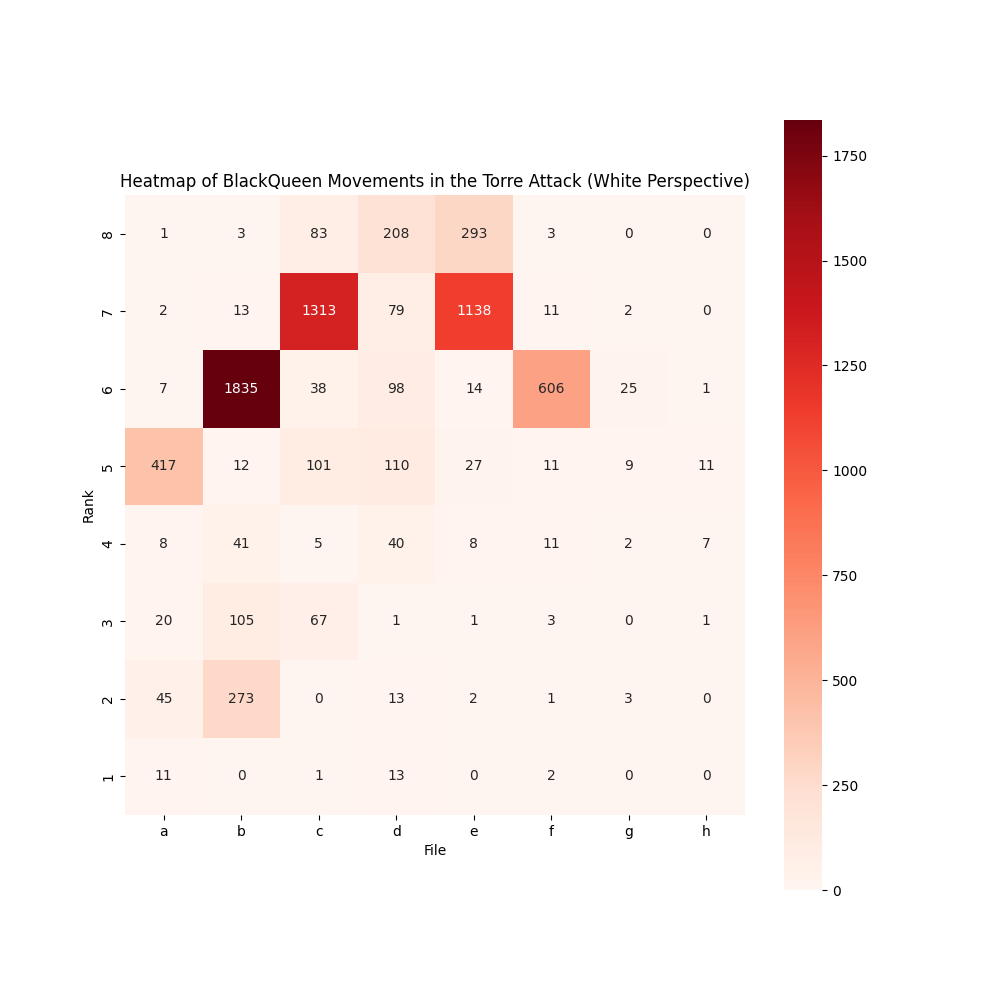 Heatmap of BlackQueen Movements in the Torre Attack (White Perspective)
8 1 3 83 208 293 3 0 0
7 2 13 1313 79 1138 11 2 0
6 7 1835 38 98 14 606 25 1
5 417 12 101 110 27 11 9 11
4 8 41 5 40 8 11 2 7
3 20 105 67 1 1 3 0 1
2 45 273 0 13 2 1 3 0
1 11 0 1 13 0 2 0 0
a b c d e f g h
File
Rank
1750
1500
1250
1000
750
500
250
0